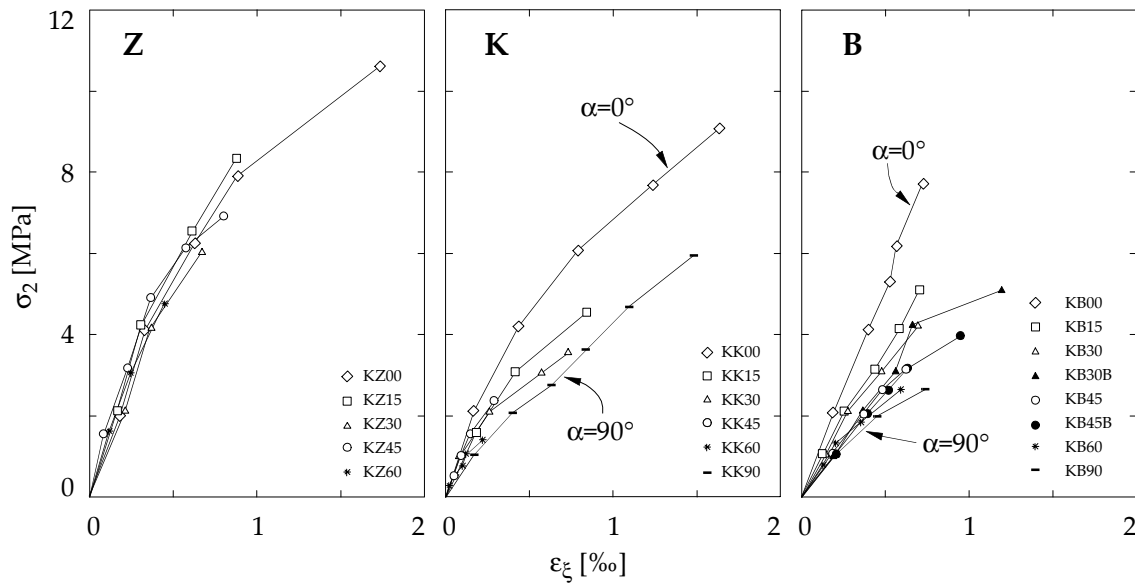 12
8
4
0
σ2 [MPa]
Z
KZ00
KZ15
KZ30
KZ45
KZ60
0 1 2
K
α=0°
α=90°
KK00
KK15
KK30
KK45
KK60
KK90
0 1 2
εξ [‰]
B
α=0°
α=90°
KB00
KB15
KB30
KB30B
KB45
KB45B
KB60
KB90
0 1 2